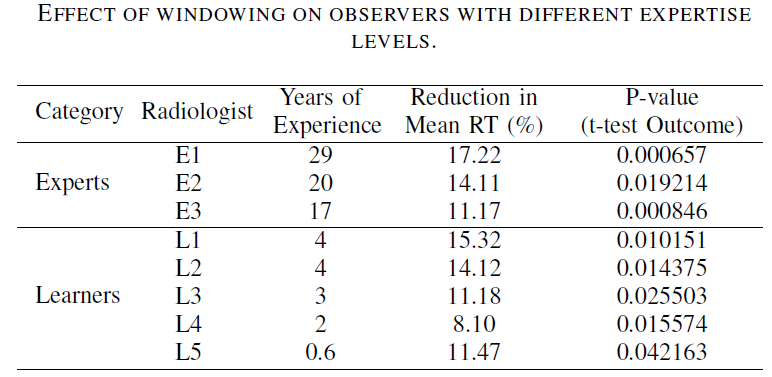 EFFECT OF WINDOWING ON OBSERVERS WITH DIFFERENT EXPERTISE
LEVELS.
Category Radiologist Years of Experience Reduction in Mean RT (%) P-value (t-test Outcome)
Experts
E1 29 17.22 0.000657
E2 20 14.11 0.019214
E3 17 11.17 0.000846
Learners
L1 4 15.32 0.010151
L2 4 14.12 0.014375
L3 3 11.18 0.025503
L4 2 8.10 0.015574
L5 0.6 11.47 0.042163